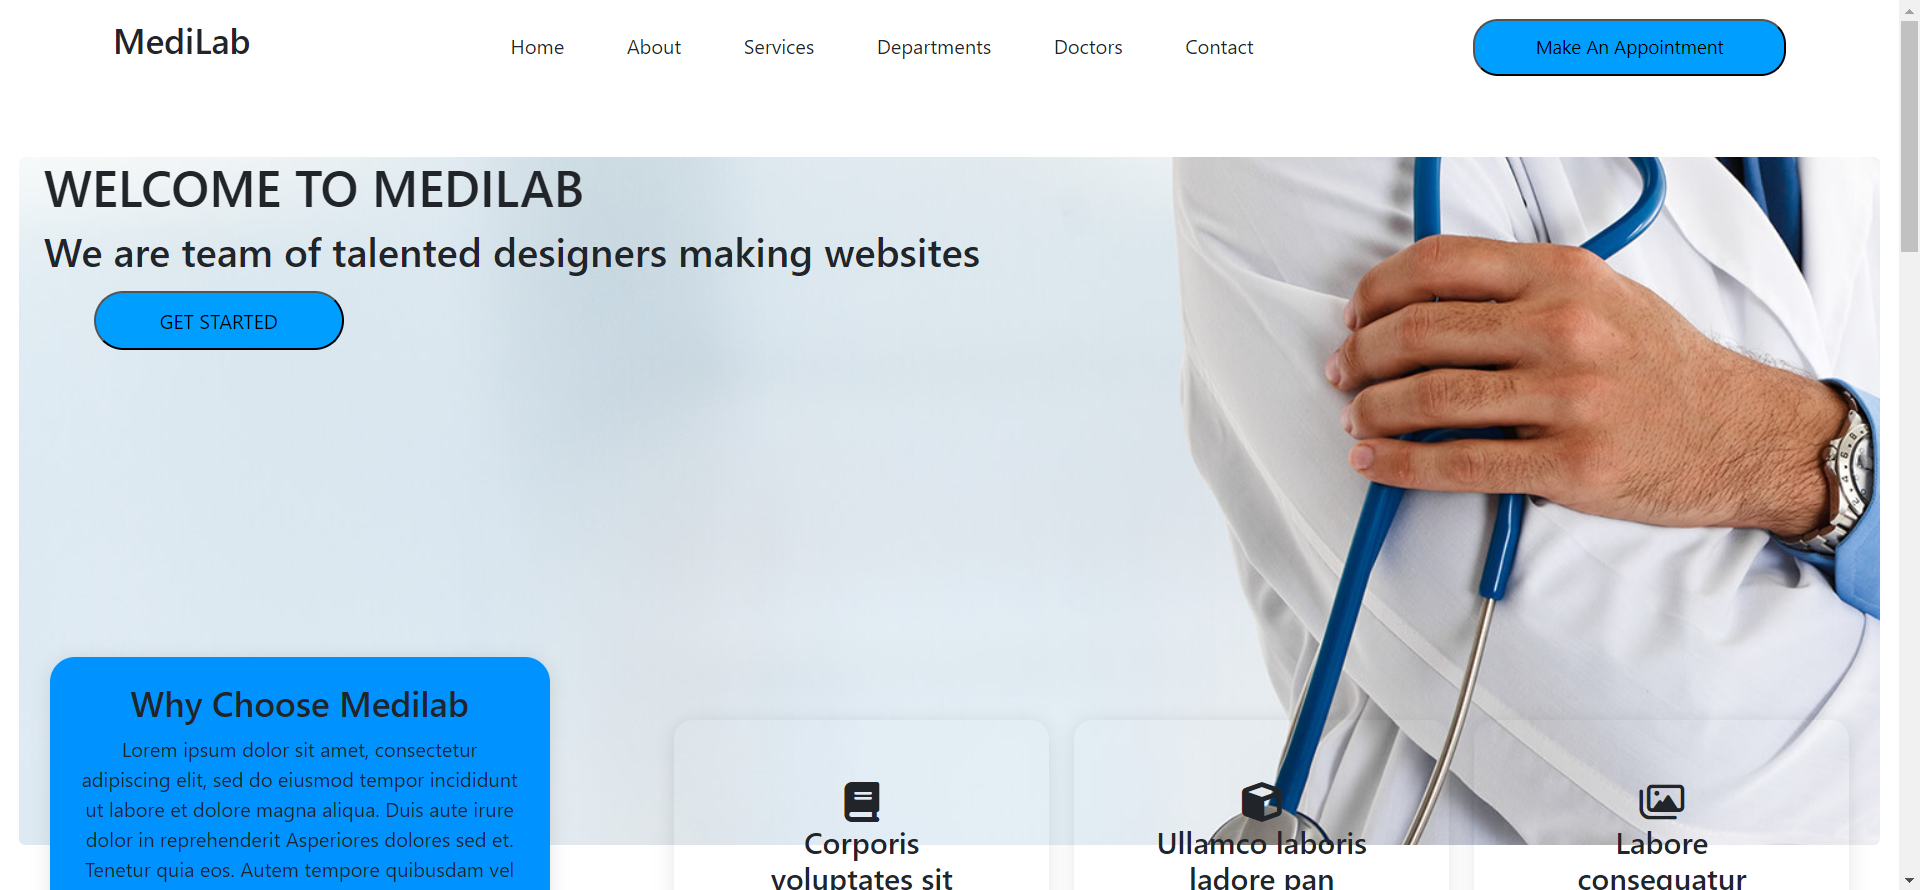 MediLab
Home
About
Services
Departments
Doctors
Contact
Make An Appointment
WELCOME TO MEDILAB
We are team of talented designers making websites
GET STARTED
Why Choose Medilab
Lorem ipsum dolor sit amet, consectetur
adipiscing elit, sed do eiusmod tempor incididunt
ut labore et dolore magna aliqua. Duis aute irure
dolor in reprehenderit Asperiores dolores sed et.
Tenetur quia eos. Autem tempore quibusdam vel
Corporis
voluptates sit
Ullamco laboris
ladore pan
Labore
consequatur